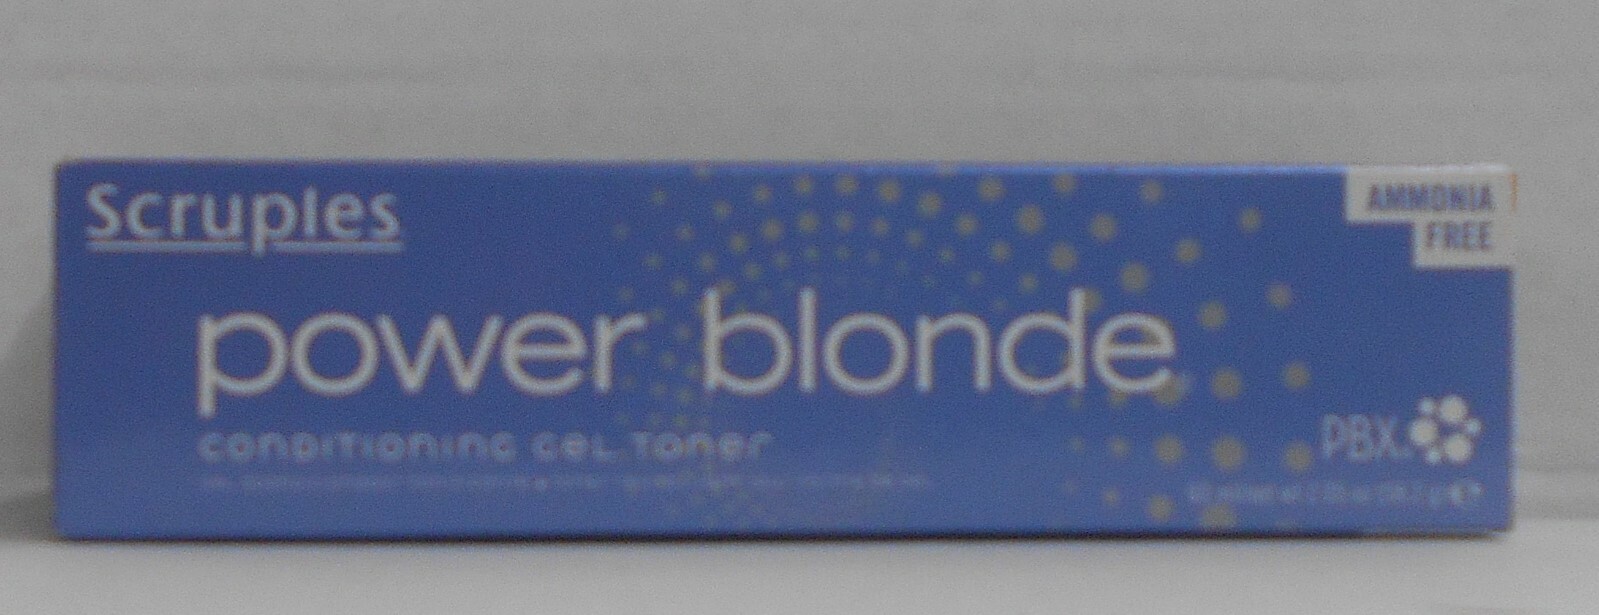 Scruples
AMMONIA
FREE
power blonde
CONDITIONING GEL TONER
PBX